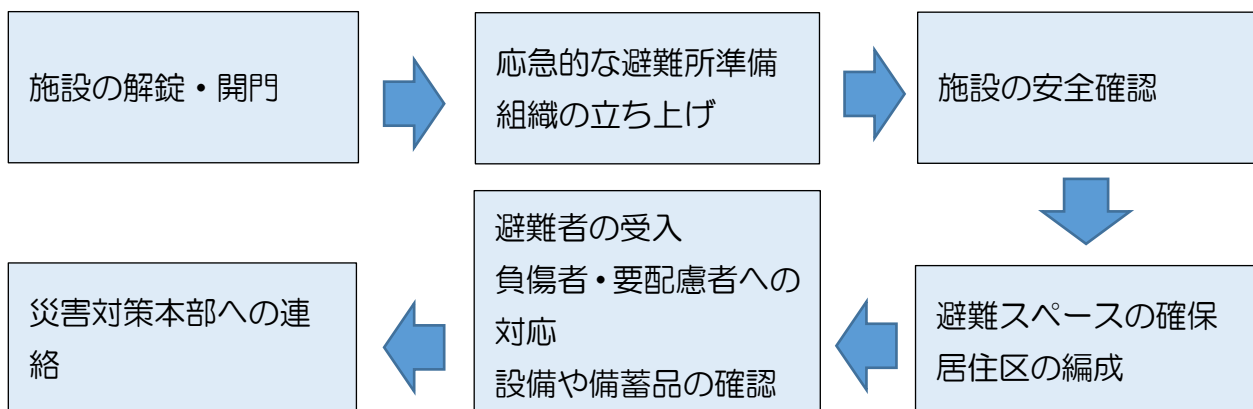 施設の解錠・開門
応急的な避難所準備
組織の立ち上げ
施設の安全確認
避難スペースの確保
居住区の編成
避難者の受入
負傷者・要配慮者への
対応
設備や備蓄品の確認
災害対策本部への連
絡